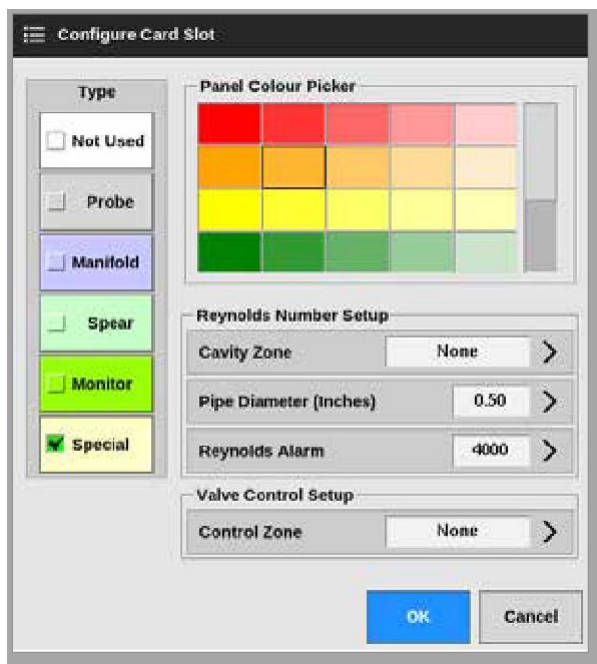 Configure Card Slot
Type
Panel Colour Picker
Not Used
Probe
Manifold
Spear
Monitor
Special
Reynolds Number Setup
Cavity Zone None
Pipe Diameter (Inches) 0.50
Reynolds Alarm 4000
Valve Control Setup
Control Zone None
OK Cancel